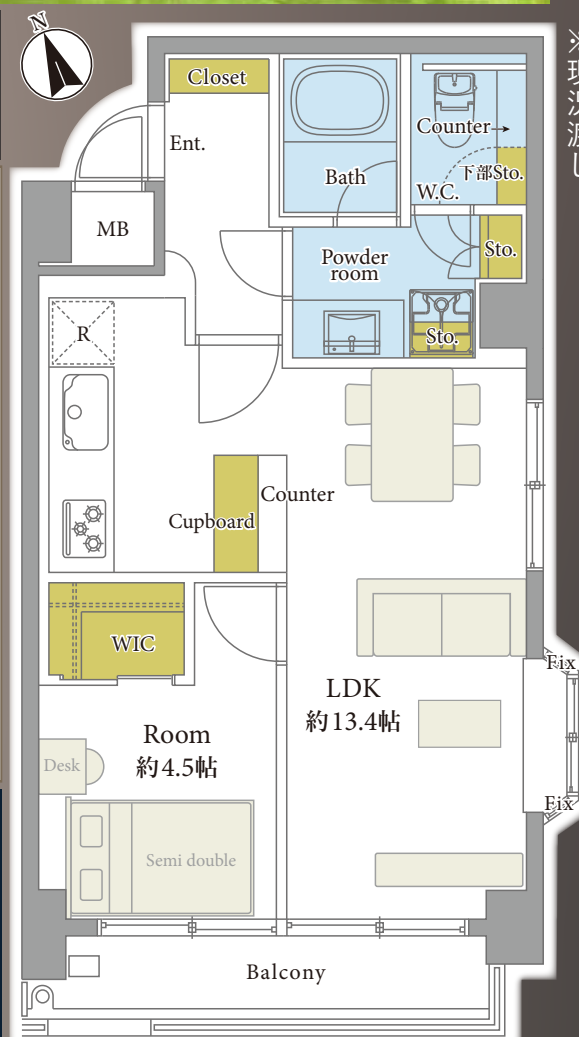 N
※現況渡し
Closet
Ent.
Bath
Counter
下部Sto.
W.C.
MB
Powder
room
Sto.
R
Sto.
Counter
Cupboard
WIC
Fix
LDK
約13.4帖
Room
約4.5帖
Desk
Fix
Semi double
Balcony